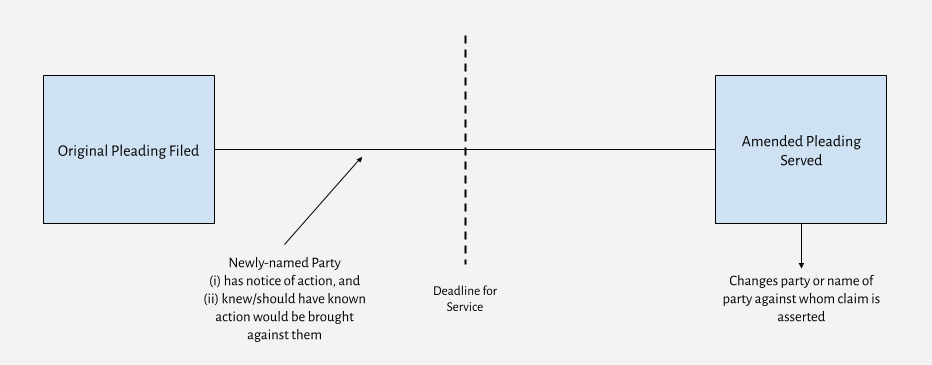 Original Pleading Filed
Amended Pleading
Served
Newly-named Party
(i) has notice of action, and
(ii) knew/should have known
action would be brought
against them
Deadline for
Service
Changes party or name of
party against whom claim is
asserted